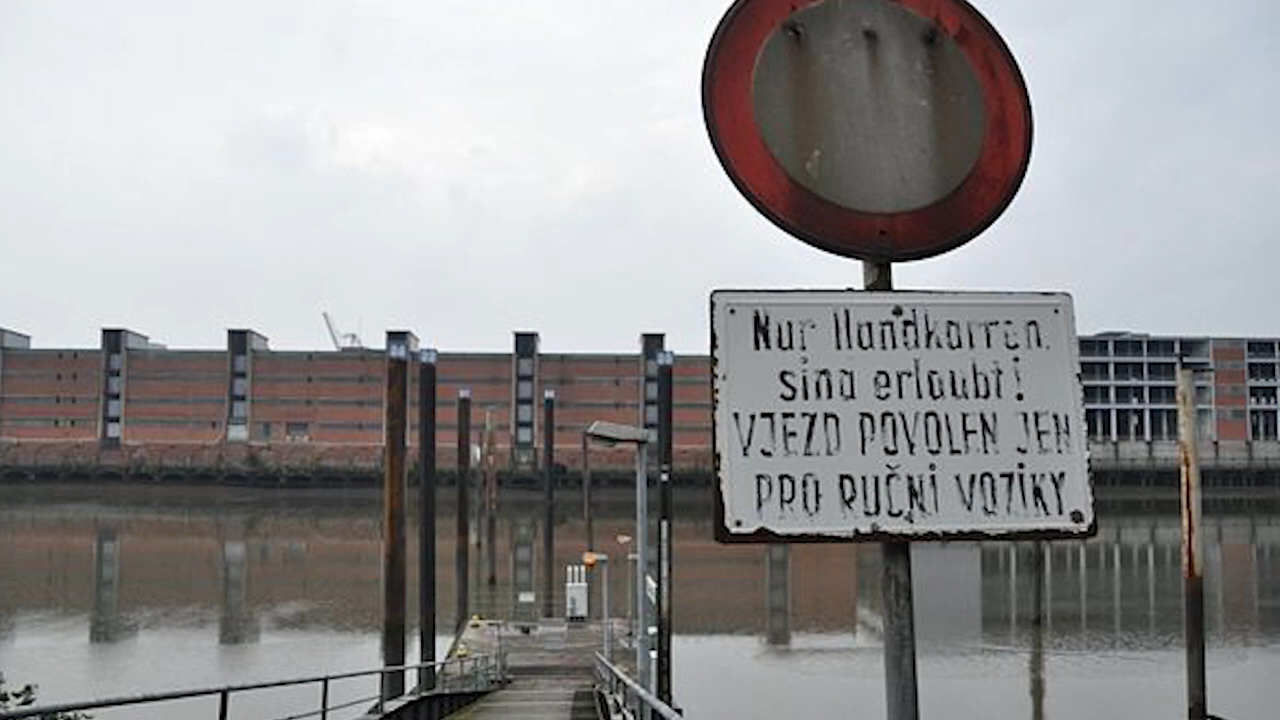 Nur Handkarren
sind erlaubt!
VJEZD POVOLEN JEN
PRO RUČNÍ VOZÍKY